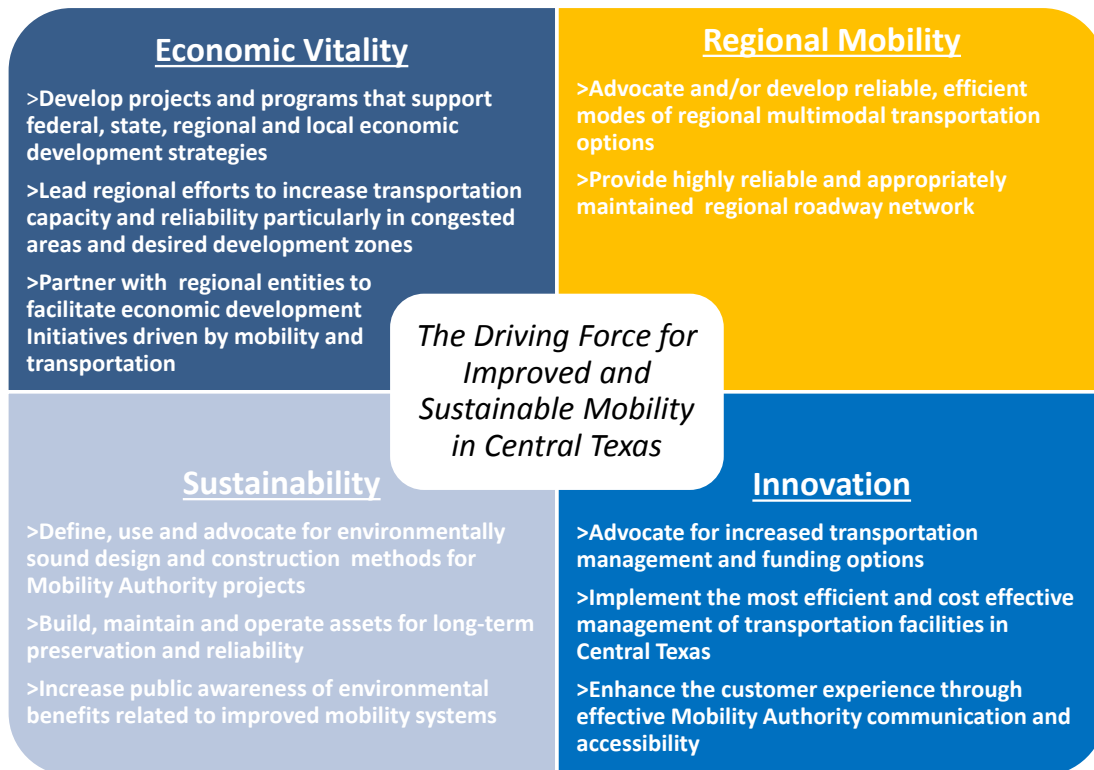 Economic Vitality
>Develop projects and programs that support
federal, state, regional and local economic
development strategies
>Lead regional efforts to increase transportation
capacity and reliability particularly in congested
areas and desired development zones
>Partner with  regional entities to
facilitate economic development
Initiatives driven by mobility and
transportation
Regional Mobility
>Advocate and/or develop reliable, efficient
modes of regional multimodal transportation
options
>Provide highly reliable and appropriately
maintained  regional roadway network
The Driving Force for
Improved and
Sustainable Mobility
in Central Texas
Sustainability
>Define, use and advocate for environmentally
sound design and construction  methods for
Mobility Authority projects
>Build, maintain and operate assets for long-term
preservation and reliability
>Increase public awareness of environmental
benefits related to improved mobility systems
Innovation
>Advocate for increased transportation
management and funding options
>Implement the most efficient and cost effective
management of transportation facilities in
Central Texas
>Enhance the customer experience through
effective Mobility Authority communication and
accessibility